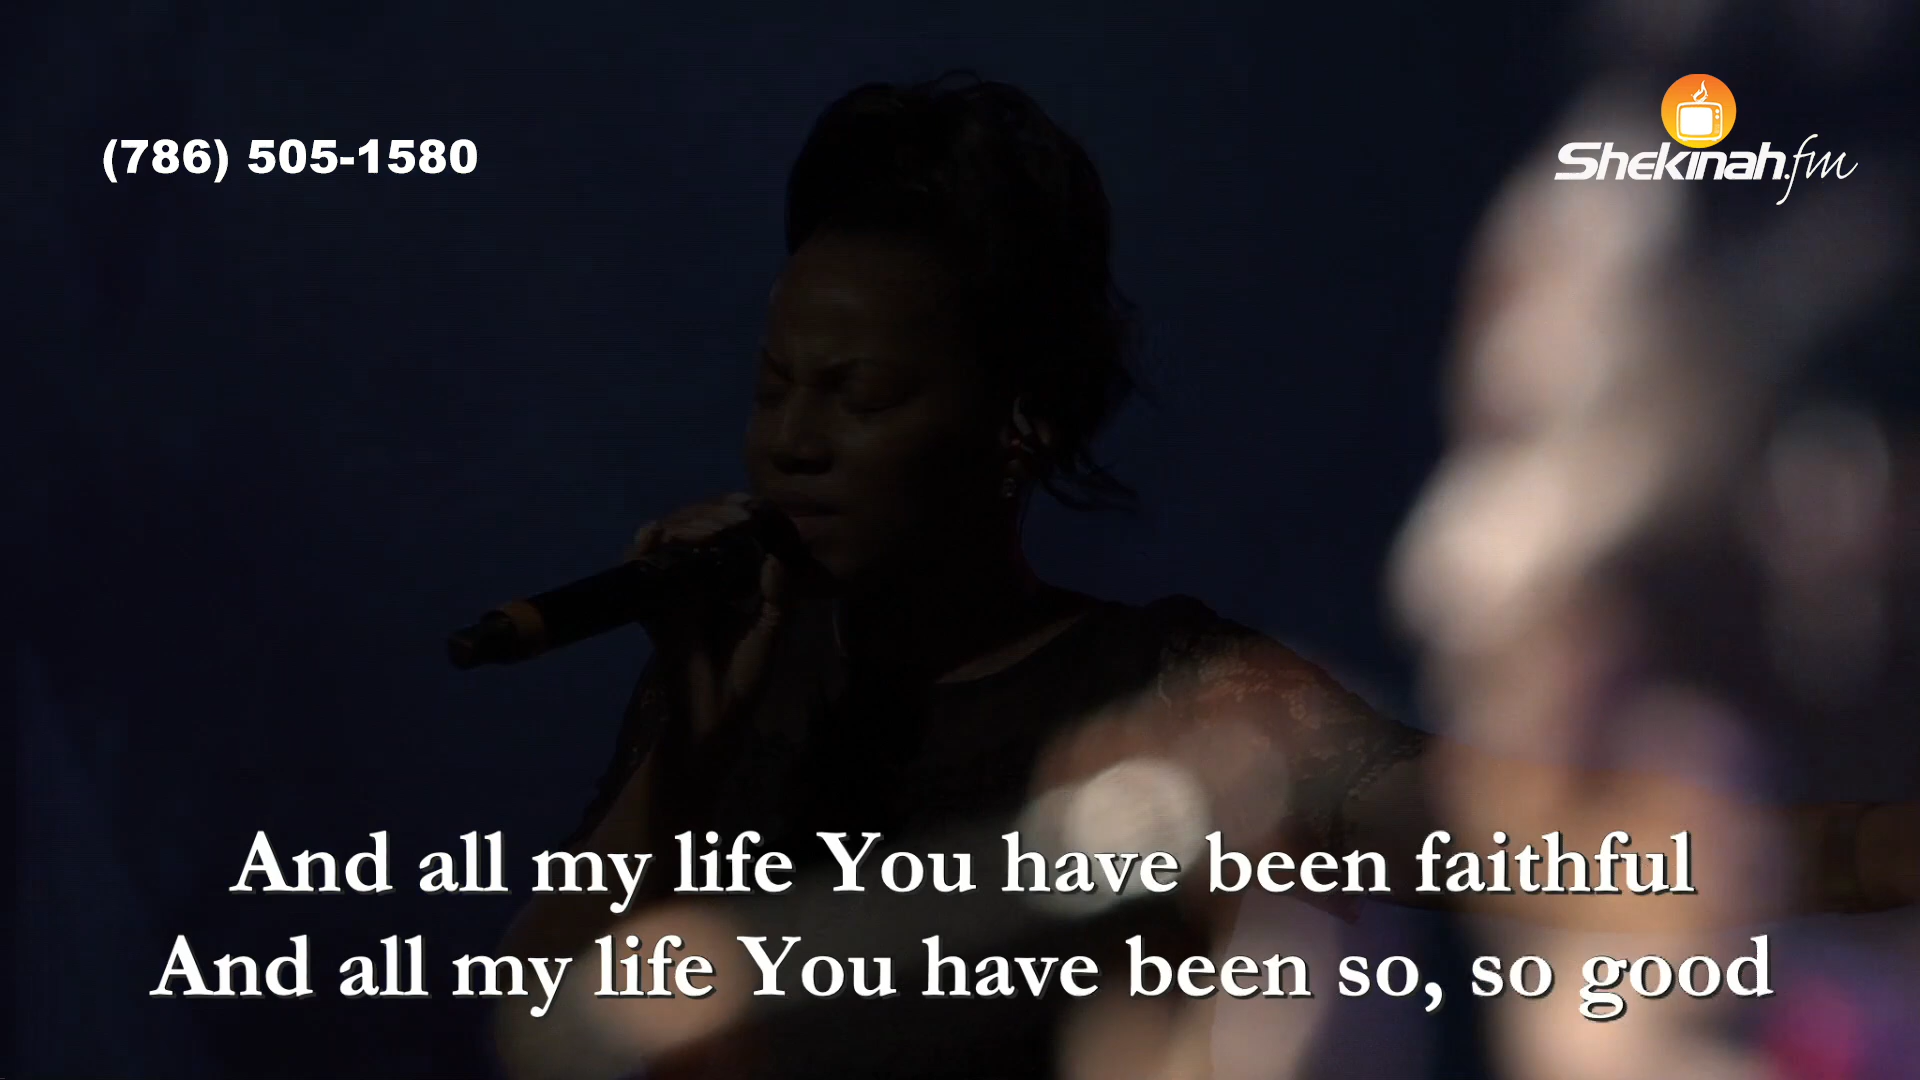 (786) 505-1580
Shekinah.fm
And all my life You have been faithful
And all my life You have been so, so good